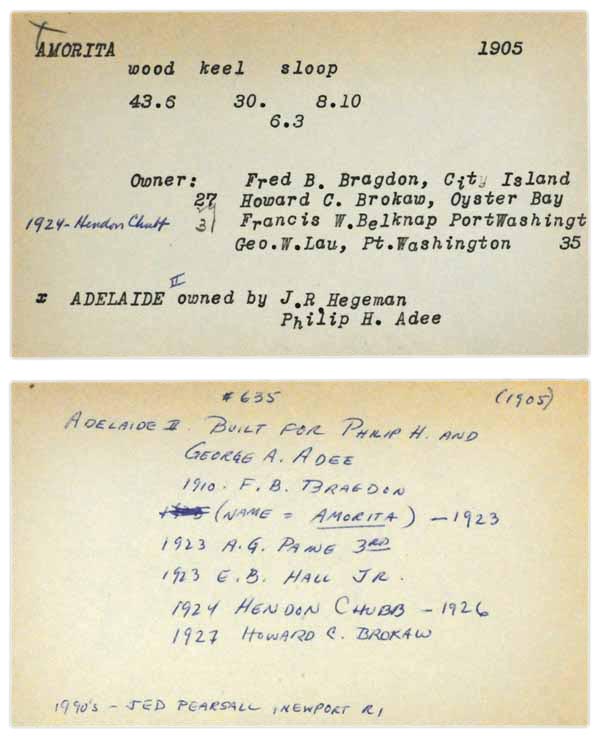 AMORITA 1905
wood keel sloop
43.6 30. 8.10
6.3
Owner: Fred B. Bragdon, City Island
27 Howard C. Brokaw, Oyster Bay
1924-Hendon Chubb 31 Francis W.Belknap PortWashingt
Geo.W.Lau, Pt.Washington 35
x ADELAIDE II owned by J.R Hegeman
Philip H. Adee
#635 (1905)
ADELAIDE II. BUILT FOR PHILIP H. AND
GEORGE A. ADEE
1910. F. B. BRAGDON
(NAME = AMORITA) - 1923
1923 A.G. PAINE 3RD
1923 E.B. HALL JR.
1924 HENDON CHUBB - 1926
1927 HOWARD C. BROKAW
1990's - JED PEARSALL, NEWPORT RI